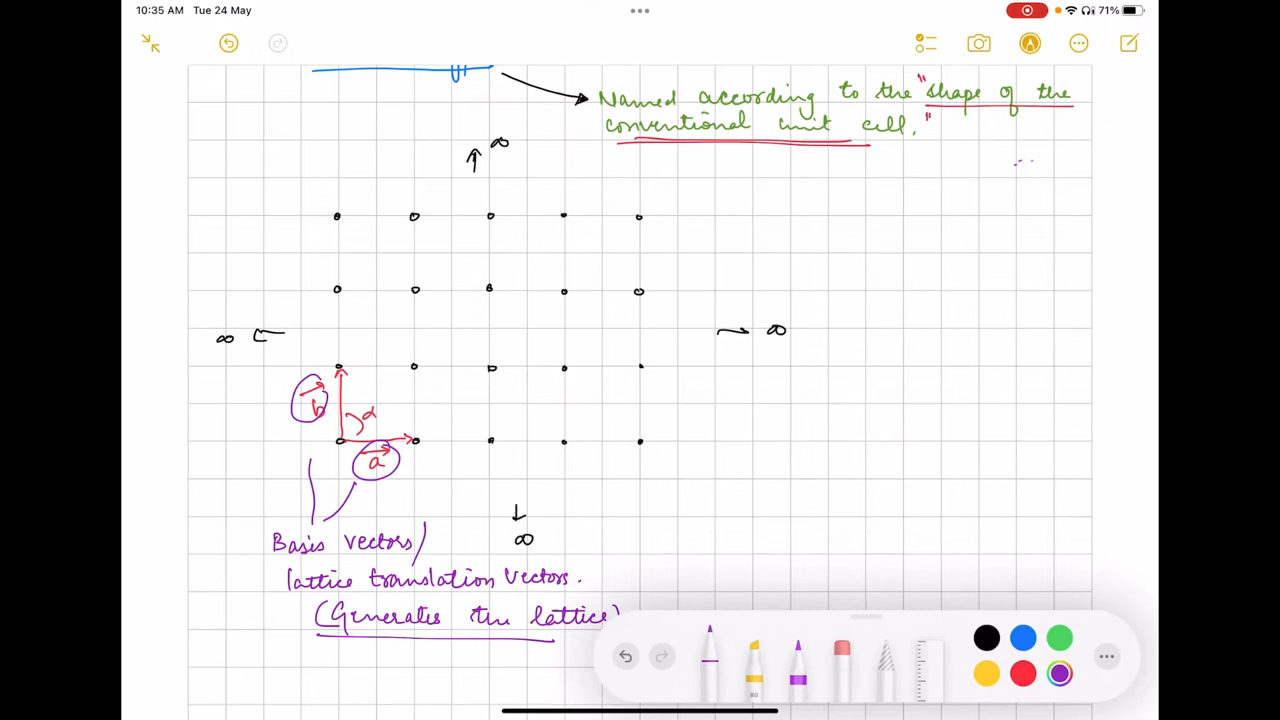 10:35 AM Tue 24 May
71%
Named according to the "shape of the
conventional unit cell."
∞
∞
∞
b
α
a
∞
Basis vectors/
lattice translation vectors.
(Generates the lattice)
80